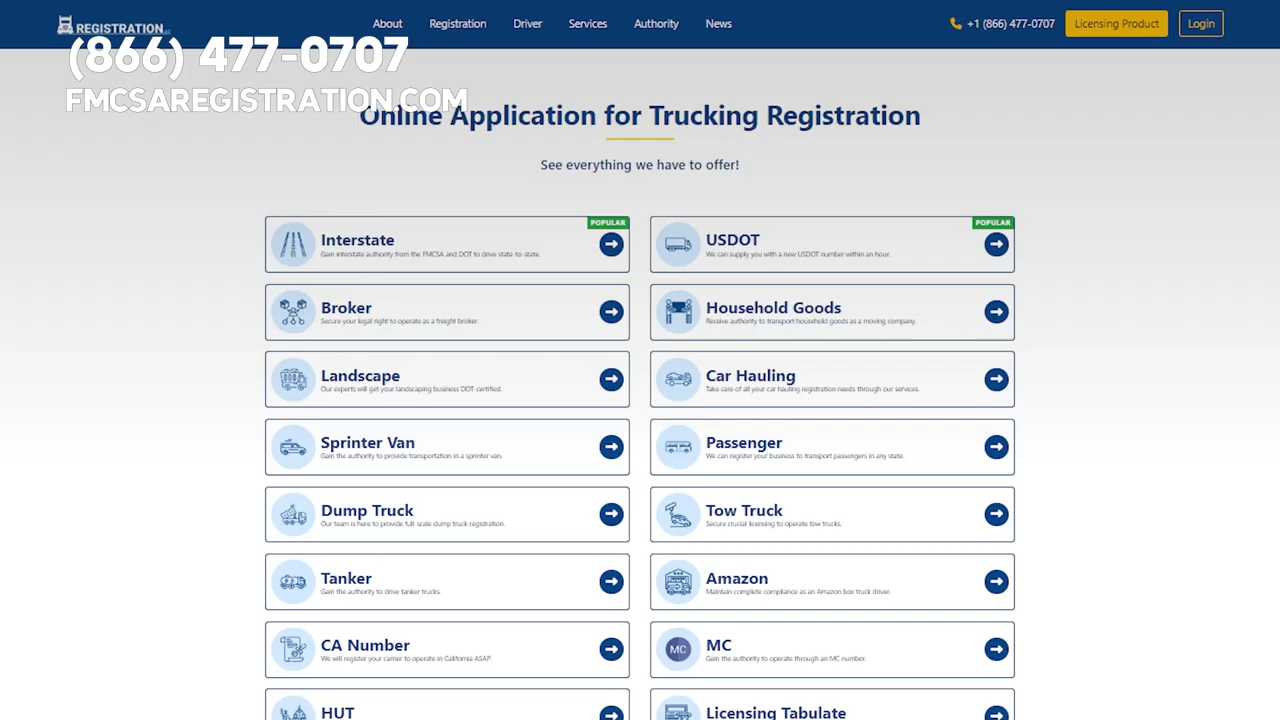 REGISTRATION
About
Registration
Driver
Services
Authority
News
+1 (866) 477-0707
Licensing Product
Login
(866) 477-0707
FMCSAREGISTRATION.COM
Online Application for Trucking Registration
See everything we have to offer!
POPULAR
Interstate
Gain interstate authority from the FMCSA and DOT to drive state-to-state.
POPULAR
USDOT
We can supply you with a new USDOT number within an hour.
Broker
Secure your legal right to operate as a freight broker.
Household Goods
Receive authority to transport household goods as a moving company.
Landscape
Our experts will get your landscaping business DOT certified.
Car Hauling
Take care of all your car hauling registration needs through our services.
Sprinter Van
Gain the authority to provide transportation in a sprinter van.
Passenger
We can register your business to transport passengers in any state.
Dump Truck
Our team is here to provide full-scale dump truck registration.
Tow Truck
Secure crucial licensing to operate tow trucks.
Tanker
Gain the authority to drive tanker trucks.
Amazon
Maintain complete compliance as an Amazon box truck driver.
CA Number
We will register your carrier to operate in California ASAP.
MC
MC
Gain the authority to operate through an MC number.
HUT
Licensing Tabulate